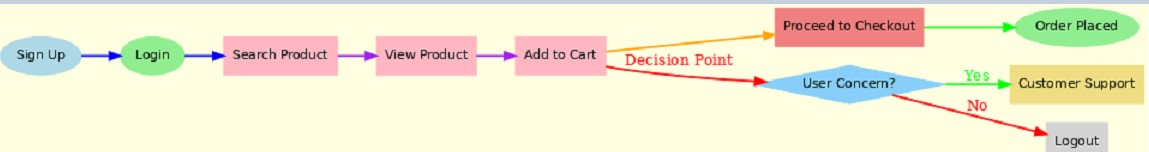 Sign Up
Login
Search Product
View Product
Add to Cart
Decision Point
Proceed to Checkout
Order Placed
User Concern?
Yes
Customer Support
No
Logout